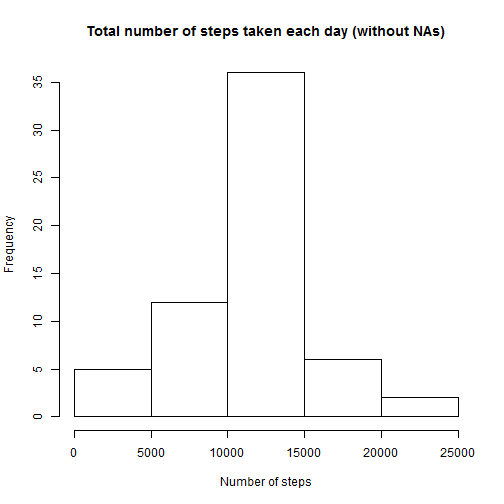 Total number of steps taken each day (without NAs)
35
30
25
20
15
10
5
0
Frequency
0 5000 10000 15000 20000 25000
Number of steps